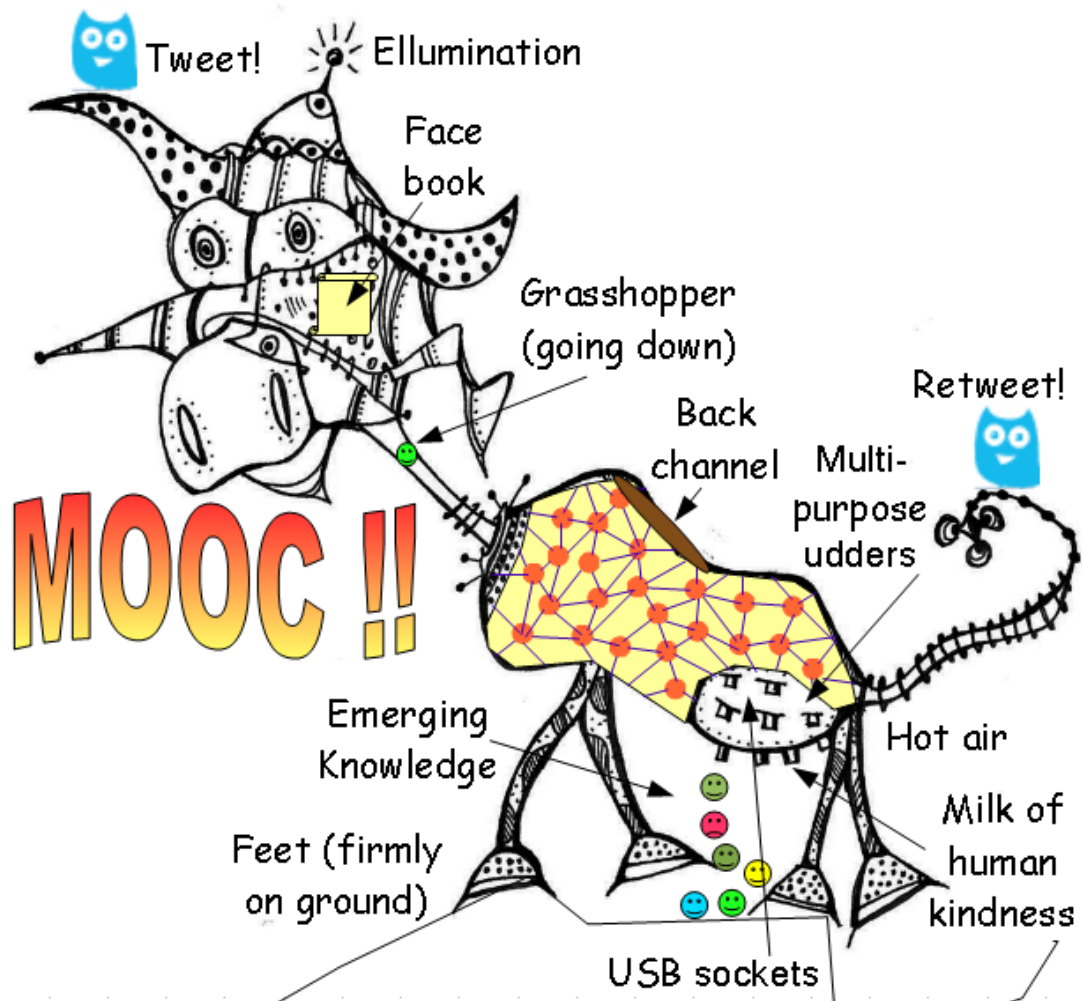 Tweet!
Ellumination
Face
book
Grasshopper
(going down)
Retweet!
Back
channel
Multi-
purpose
udders
MOOC !!
Emerging
Knowledge
Hot air
Feet (firmly
on ground)
Milk of
human
kindness
USB sockets